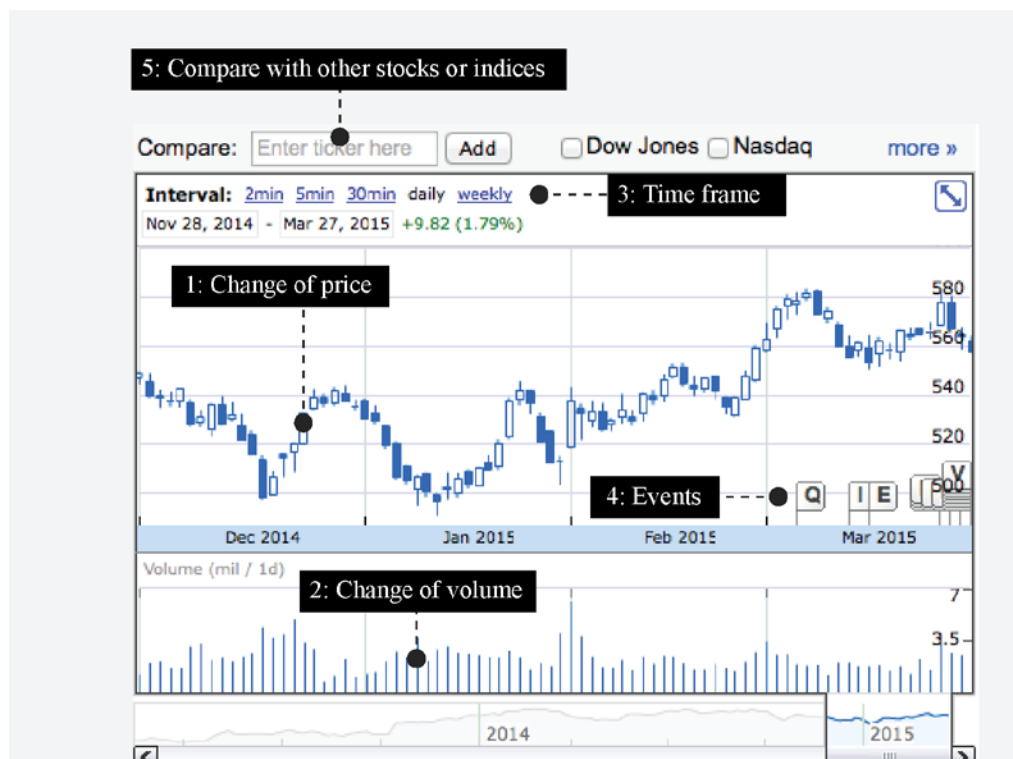 5: Compare with other stocks or indices
Compare: Enter ticker here Add Dow Jones Nasdaq more »
Interval: 2min 5min 30min daily weekly
3: Time frame
Nov 28, 2014 - Mar 27, 2015 +9.82 (1.79%)
1: Change of price
580
560
540
520
500
4: Events
Q I E V
Dec 2014 Jan 2015 Feb 2015 Mar 2015
Volume (mil / 1d)
2: Change of volume
7
3.5
2014 2015